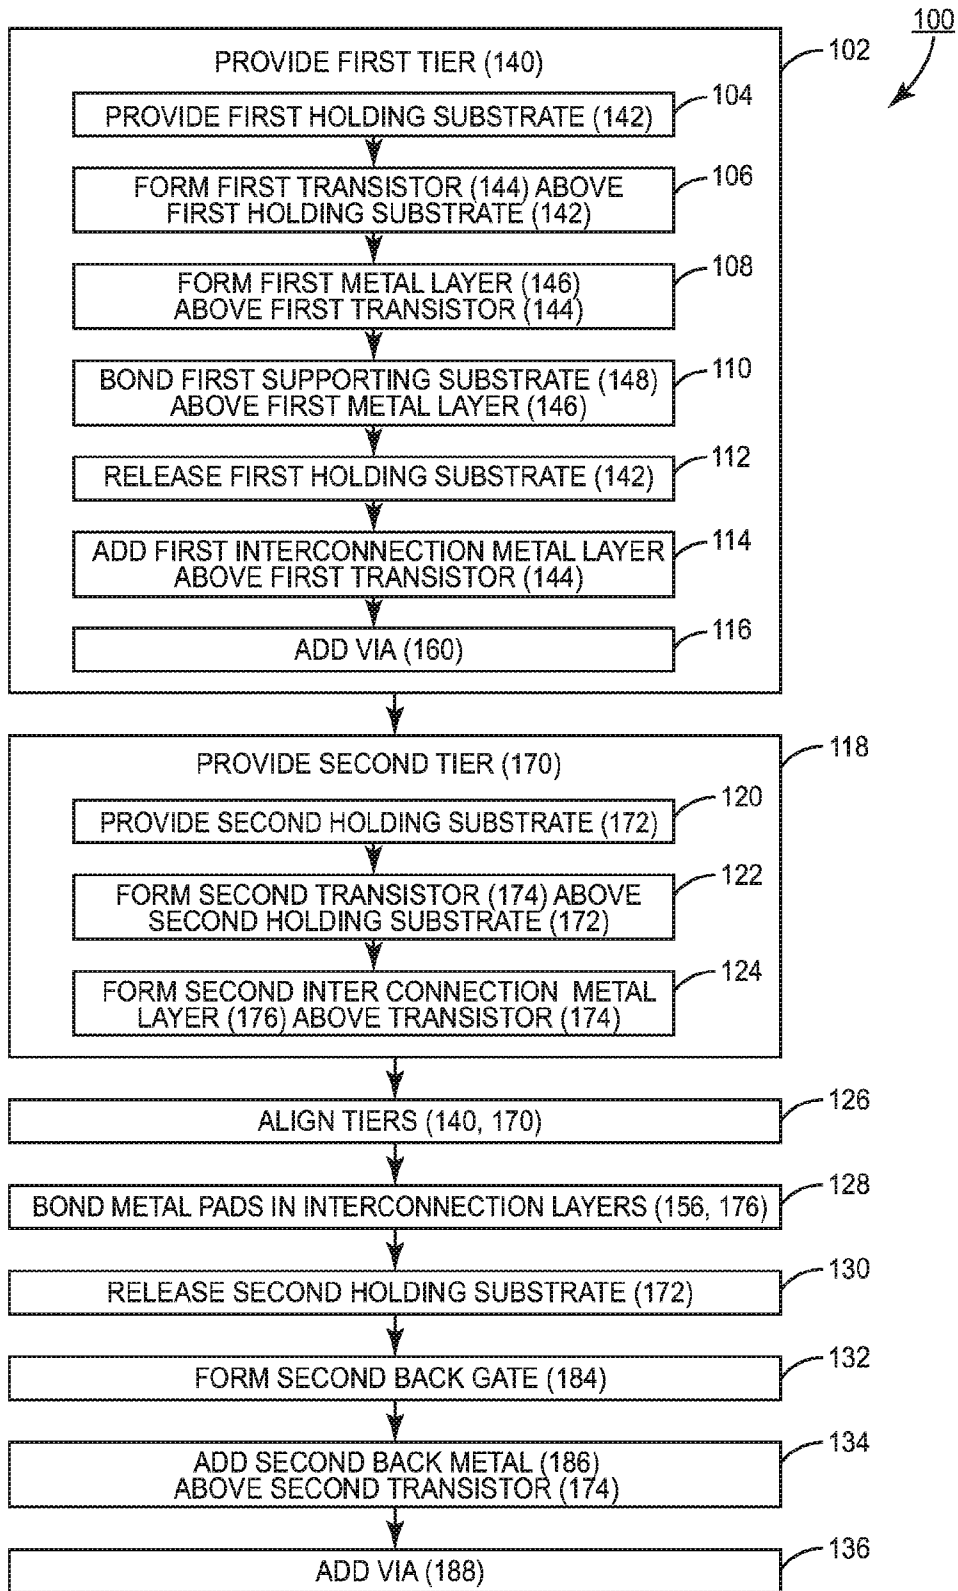 100
PROVIDE FIRST TIER (140)
102
PROVIDE FIRST HOLDING SUBSTRATE (142)
104
FORM FIRST TRANSISTOR (144) ABOVE
FIRST HOLDING SUBSTRATE (142)
106
FORM FIRST METAL LAYER (146)
ABOVE FIRST TRANSISTOR (144)
108
BOND FIRST SUPPORTING SUBSTRATE (148)
ABOVE FIRST METAL LAYER (146)
110
RELEASE FIRST HOLDING SUBSTRATE (142)
112
ADD FIRST INTERCONNECTION METAL LAYER
ABOVE FIRST TRANSISTOR (144)
114
ADD VIA (160)
116
PROVIDE SECOND TIER (170)
118
PROVIDE SECOND HOLDING SUBSTRATE (172)
120
FORM SECOND TRANSISTOR (174) ABOVE
SECOND HOLDING SUBSTRATE (172)
122
FORM SECOND INTER CONNECTION METAL
LAYER (176) ABOVE TRANSISTOR (174)
124
ALIGN TIERS (140, 170)
126
BOND METAL PADS IN INTERCONNECTION LAYERS (156, 176)
128
RELEASE SECOND HOLDING SUBSTRATE (172)
130
FORM SECOND BACK GATE (184)
132
ADD SECOND BACK METAL (186)
ABOVE SECOND TRANSISTOR (174)
134
ADD VIA (188)
136